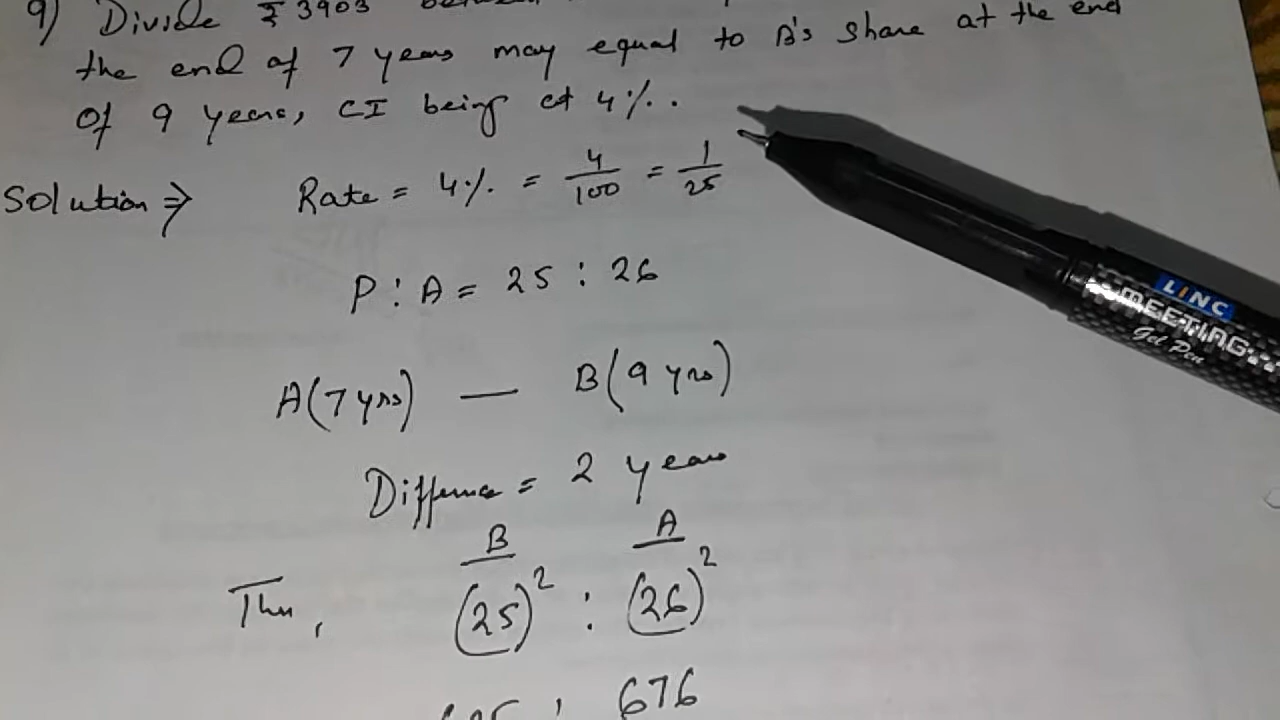 9) Divide ₹ 3903 between
the end of 7 years may equal to B's share at the end
of 9 years, CI being at 4%.
Solution ⇒ Rate = 4% = 4/100 = 1/25
P : A = 25 : 26
A(7 yrs) — B(9 yrs)
Difference = 2 years
B A
Thus, (25)² : (26)²
: 676
LINC
MEETING
Gel Pen